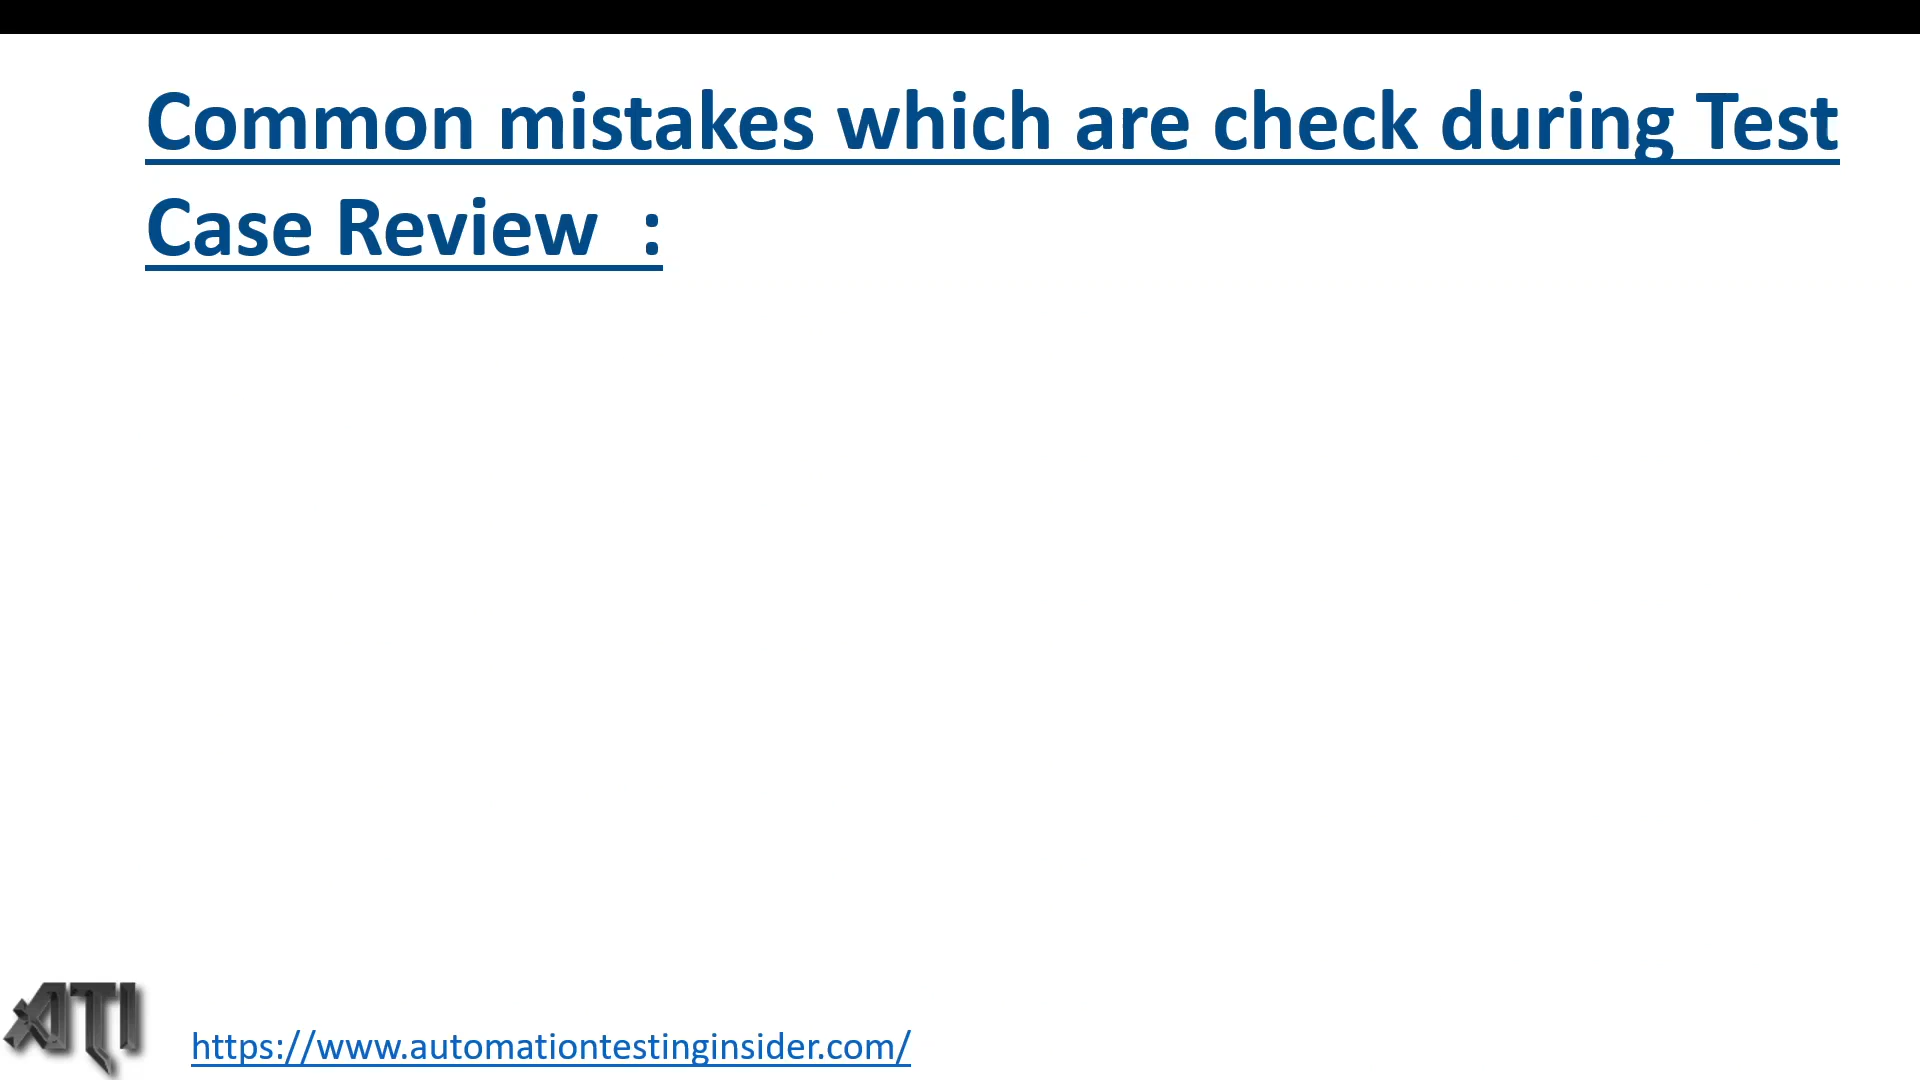 Common mistakes which are check during Test
Case Review  :
ATI
https://www.automationtestinginsider.com/